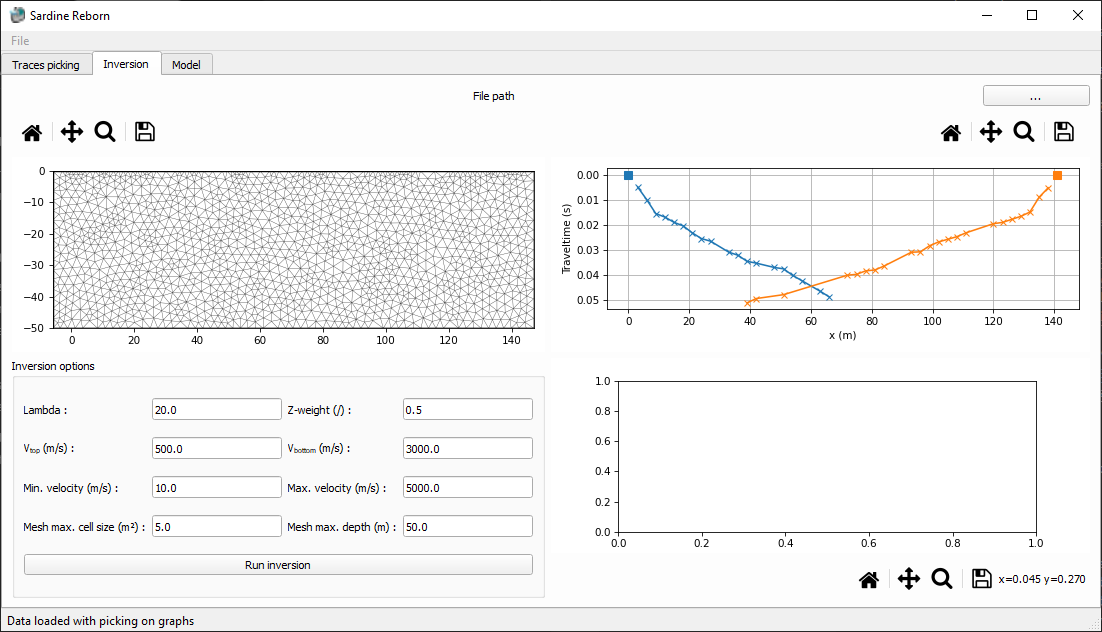 Sardine Reborn
File
Traces picking
Inversion
Model
File path
...
0
−10
−20
−30
−40
−50
0
20
40
60
80
100
120
140
Traveltime (s)
0.00
0.01
0.02
0.03
0.04
0.05
0
20
40
60
80
100
120
140
x (m)
Inversion options
Lambda : 20.0 Z-weight (/) : 0.5
Vtop (m/s) : 500.0 Vbottom (m/s) : 3000.0
Min. velocity (m/s) : 10.0 Max. velocity (m/s) : 5000.0
Mesh max. cell size (m²) : 5.0 Mesh max. depth (m) : 50.0
Run inversion
1.0
0.8
0.6
0.4
0.2
0.0
0.0
0.2
0.4
0.6
0.8
1.0
x=0.045 y=0.270
Data loaded with picking on graphs